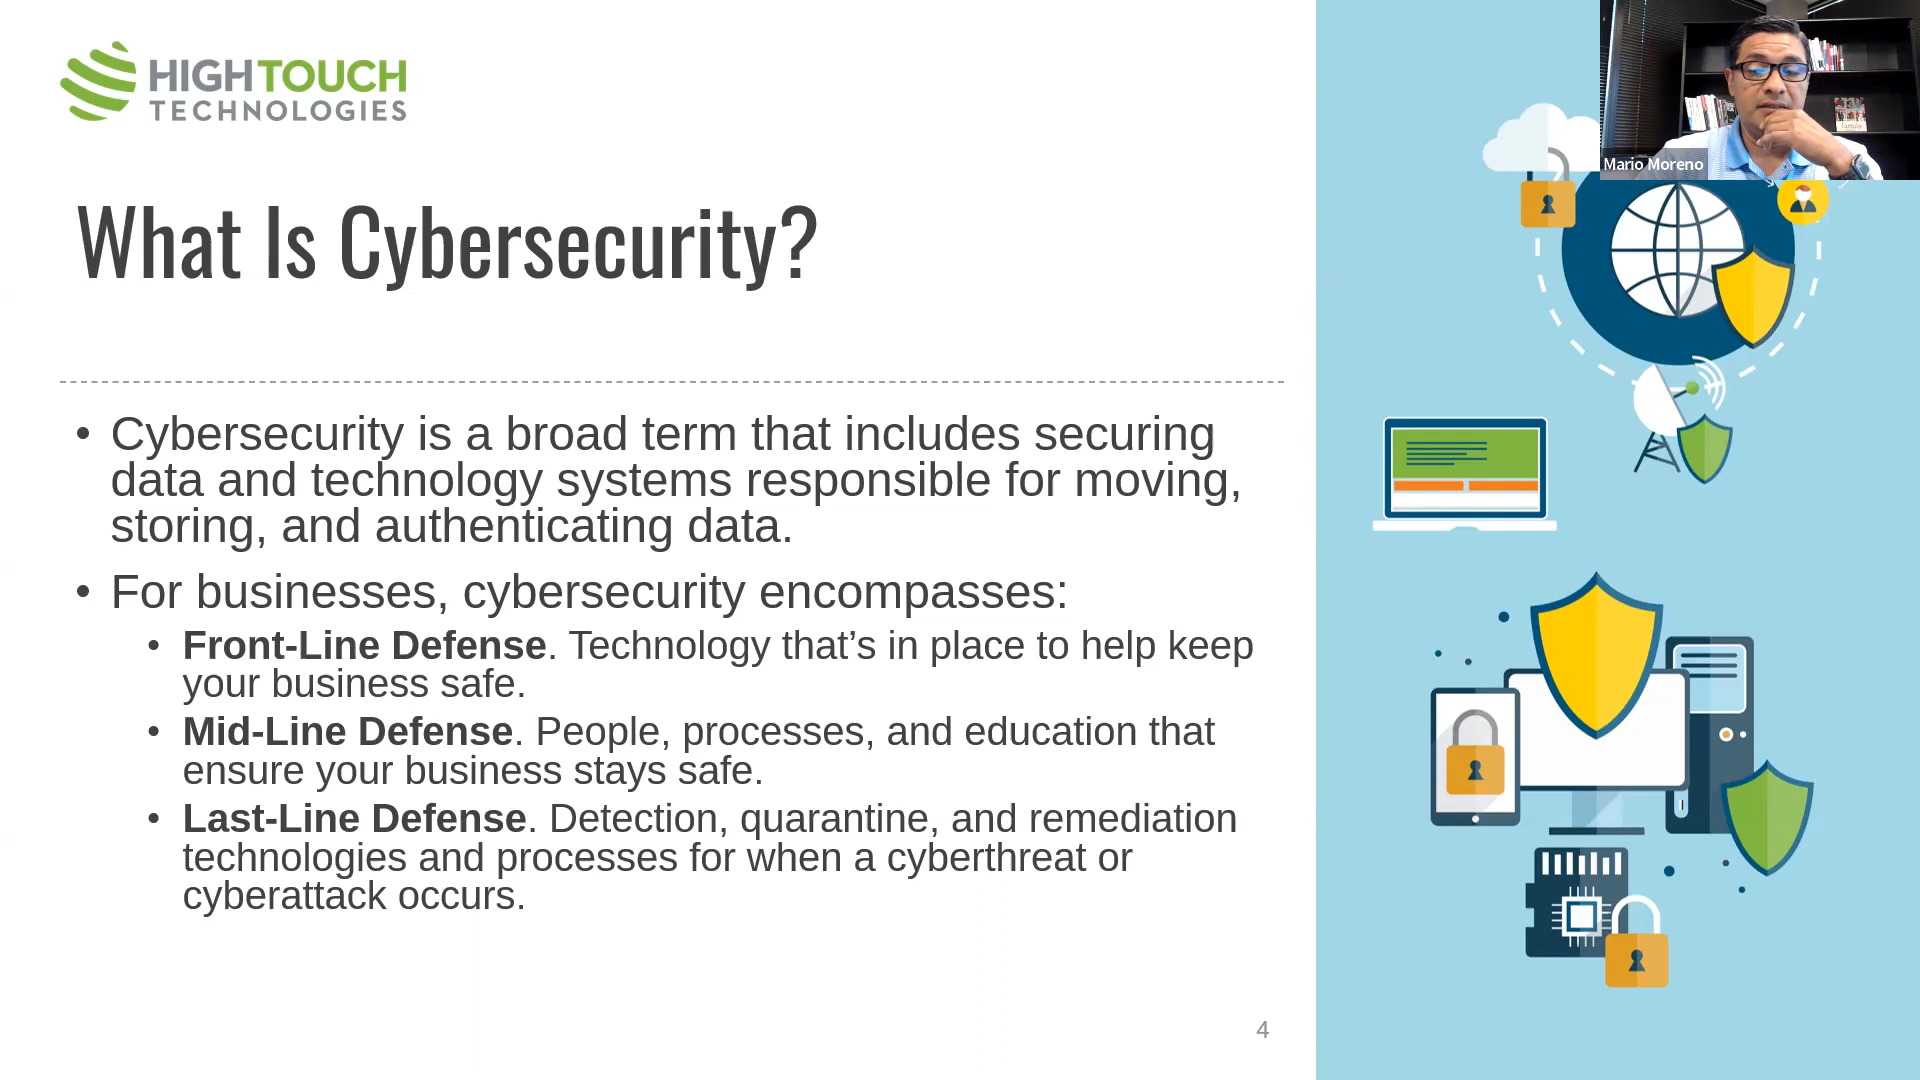 HIGHTOUCH
TECHNOLOGIES
Mario Moreno
What Is Cybersecurity?
• Cybersecurity is a broad term that includes securing
data and technology systems responsible for moving,
storing, and authenticating data.
• For businesses, cybersecurity encompasses:
• Front-Line Defense. Technology that’s in place to help keep
your business safe.
• Mid-Line Defense. People, processes, and education that
ensure your business stays safe.
• Last-Line Defense. Detection, quarantine, and remediation
technologies and processes for when a cyberthreat or
cyberattack occurs.
4